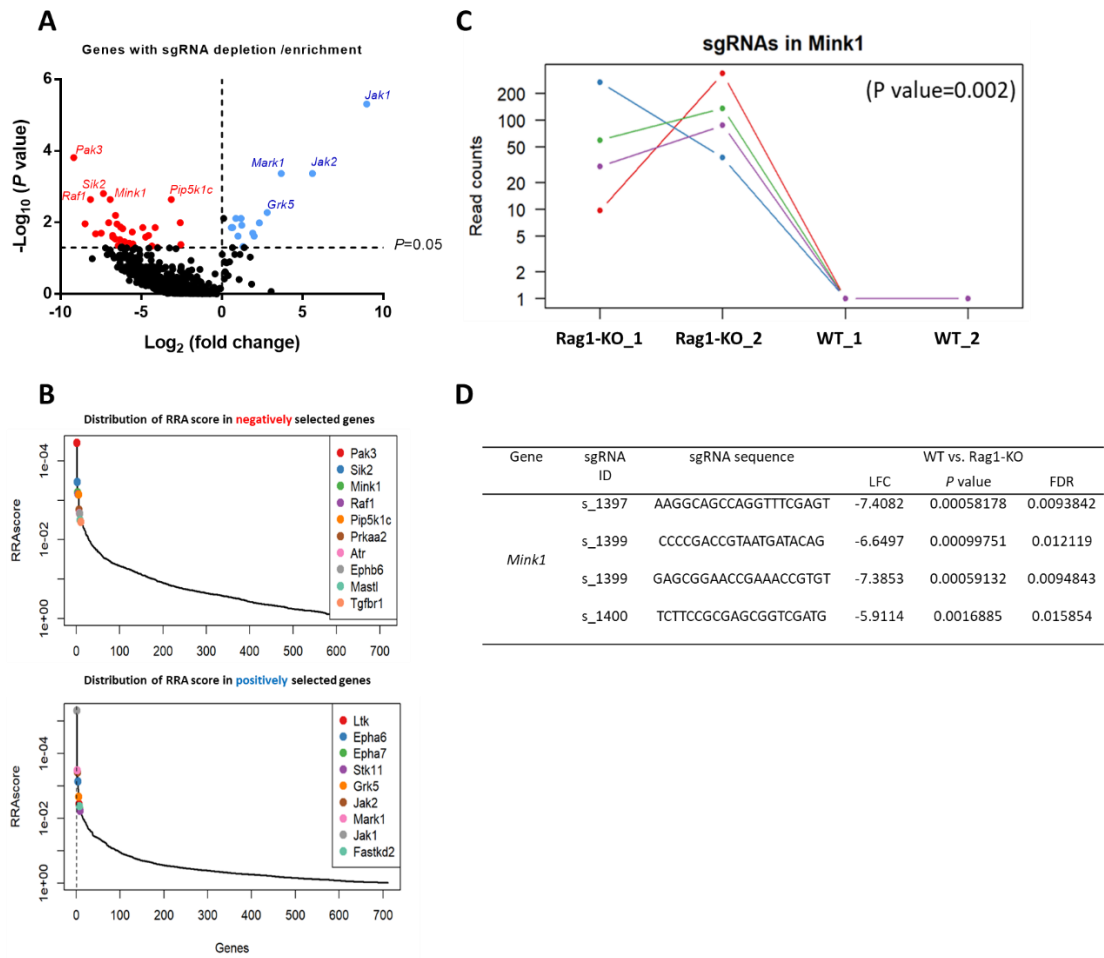 A
Genes with sgRNA depletion /enrichment
-Log10 (P value)
6
4
2
0
Jak1
Pak3
Mark1
Jak2
Sik2
Raf1
Mink1
Pip5k1c
Grk5
P=0.05
-10
-5
0
5
10
Log2 (fold change)
B
Distribution of RRA score in negatively selected genes
RRAscore
1e-04
1e-02
1e+00
Pak3
Sik2
Mink1
Raf1
Pip5k1c
Prkaa2
Atr
Ephb6
Mastl
Tgfbr1
0 100 200 300 400 500 600 700
Distribution of RRA score in positively selected genes
RRAscore
1e-04
1e-02
1e+00
Ltk
Epha6
Epha7
Stk11
Grk5
Jak2
Mark1
Jak1
Fastkd2
0 100 200 300 400 500 600 700
Genes
C
sgRNAs in Mink1
(P value=0.002)
Read counts
200
100
50
20
10
5
2
1
Rag1-KO_1 Rag1-KO_2 WT_1 WT_2
D
Gene sgRNA ID sgRNA sequence WT vs. Rag1-KO
LFC P value FDR
Mink1
s_1397 AAGGCAGCCAGGTTTCGAGT -7.4082 0.00058178 0.0093842
s_1399 CCCCGACCGTAATGATACAG -6.6497 0.00099751 0.012119
s_1399 GAGCGGAACCGAAACCGTGT -7.3853 0.00059132 0.0094843
s_1400 TCTTCCGCGAGCGGTCGATG -5.9114 0.0016885 0.015854